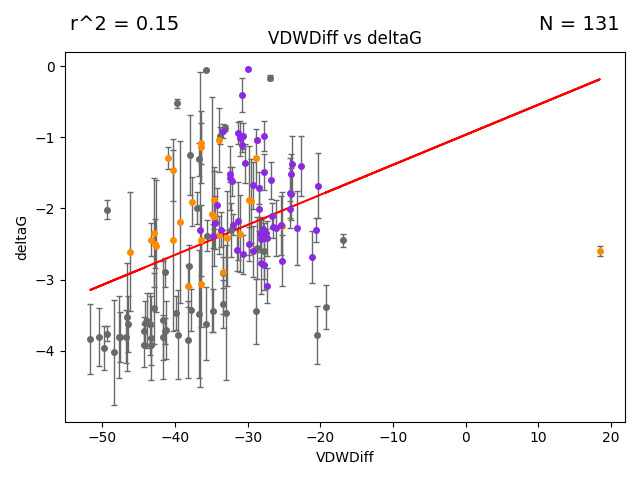 r^2 = 0.15
N = 131
VDWDiff vs deltaG
deltaG
0
−1
−2
−3
−4
−50
−40
−30
−20
−10
0
10
20
VDWDiff